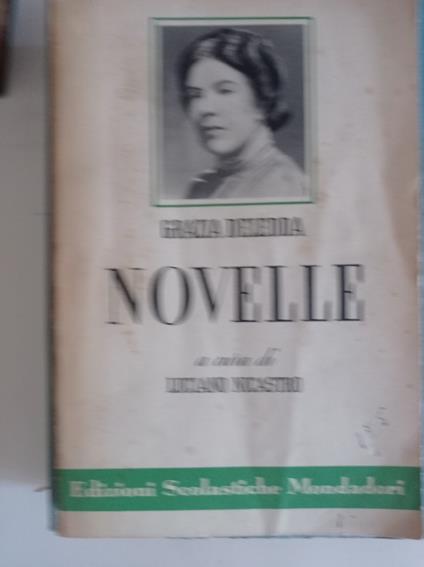 GRAZIA DELEDDA
NOVELLE
a cura di
LUCIANO NICASTRO
Edizioni Scolastiche Mondadori